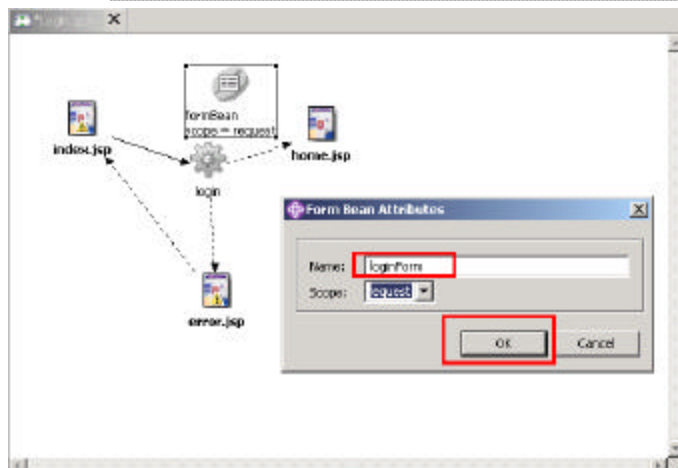 formBean
scope = request
index.jsp
home.jsp
login
error.jsp
Form Bean Attributes
Name: loginForm
Scope: request
OK Cancel